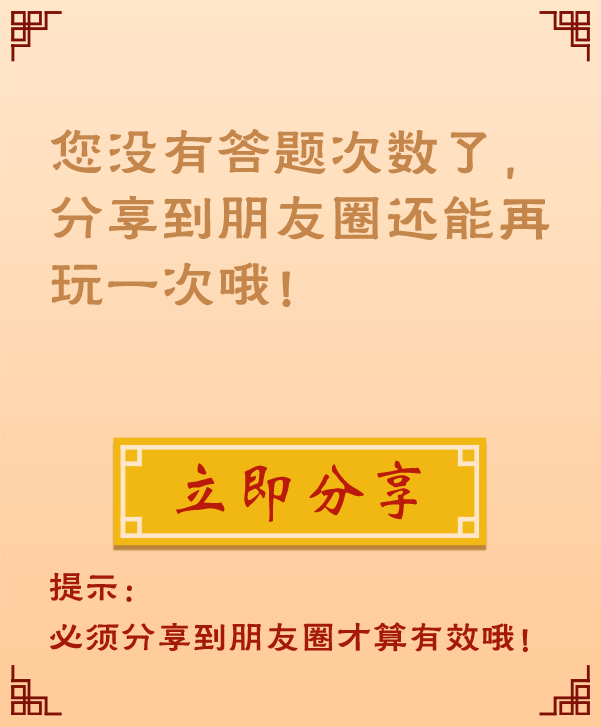 您没有答题次数了，
分享到朋友圈还能再
玩一次哦！
立即分享
提示：
必须分享到朋友圈才算有效哦！